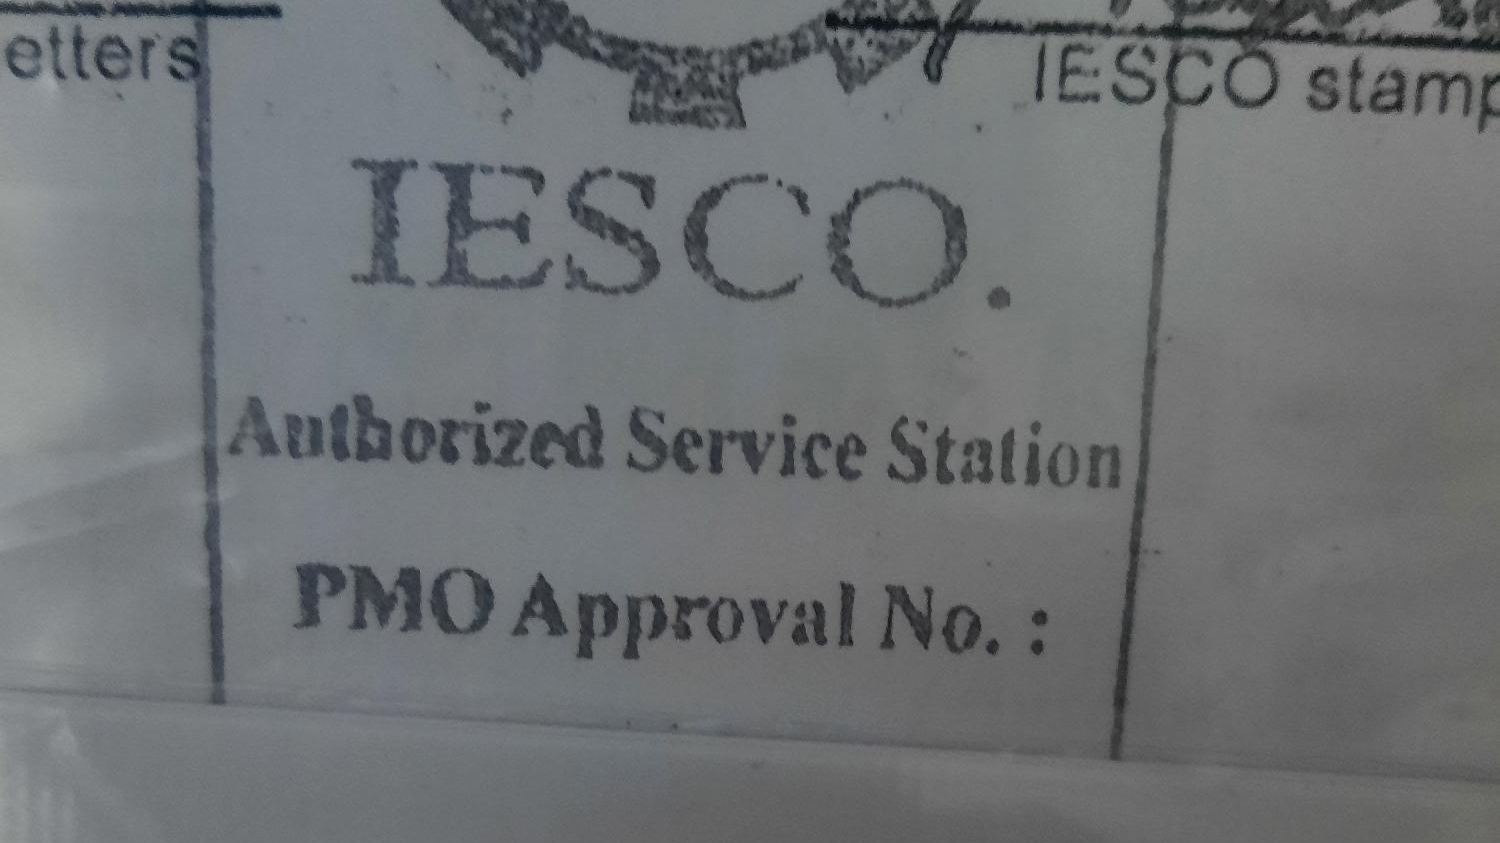 etters
IESCO stamp
IESCO.
Authorized Service Station
PMO Approval No. :